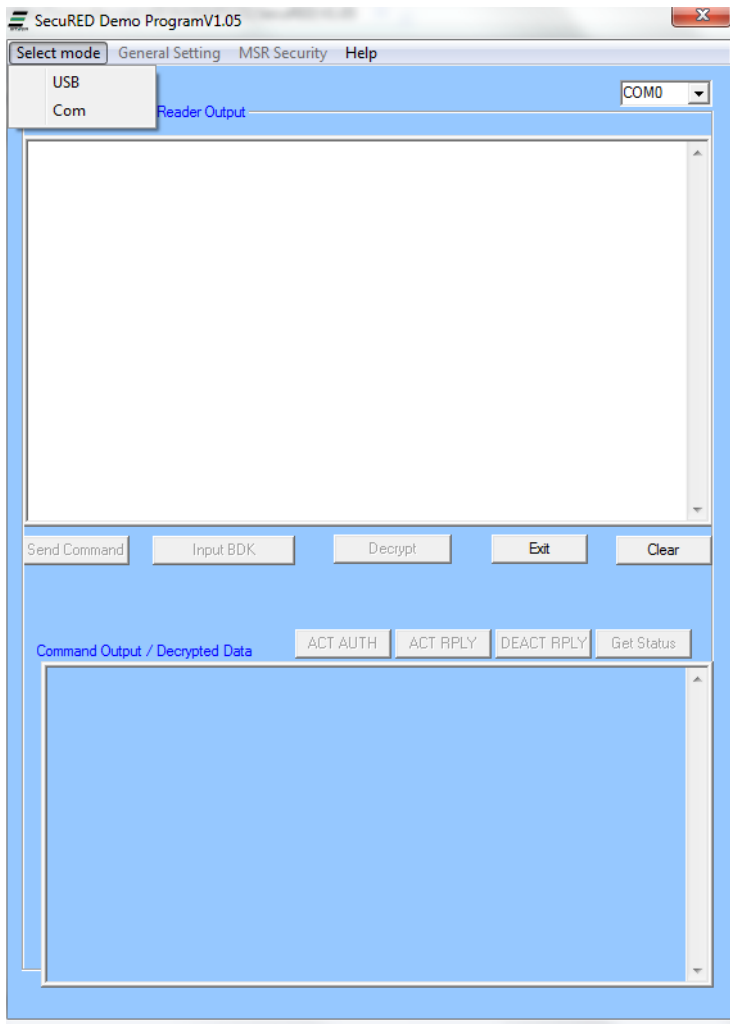 SecuRED Demo ProgramV1.05
Select mode General Setting MSR Security Help
USB
Com
COM0
Reader Output
Send Command Input BDK Decrypt Exit Clear
ACT AUTH ACT RPLY DEACT RPLY Get Status
Command Output / Decrypted Data